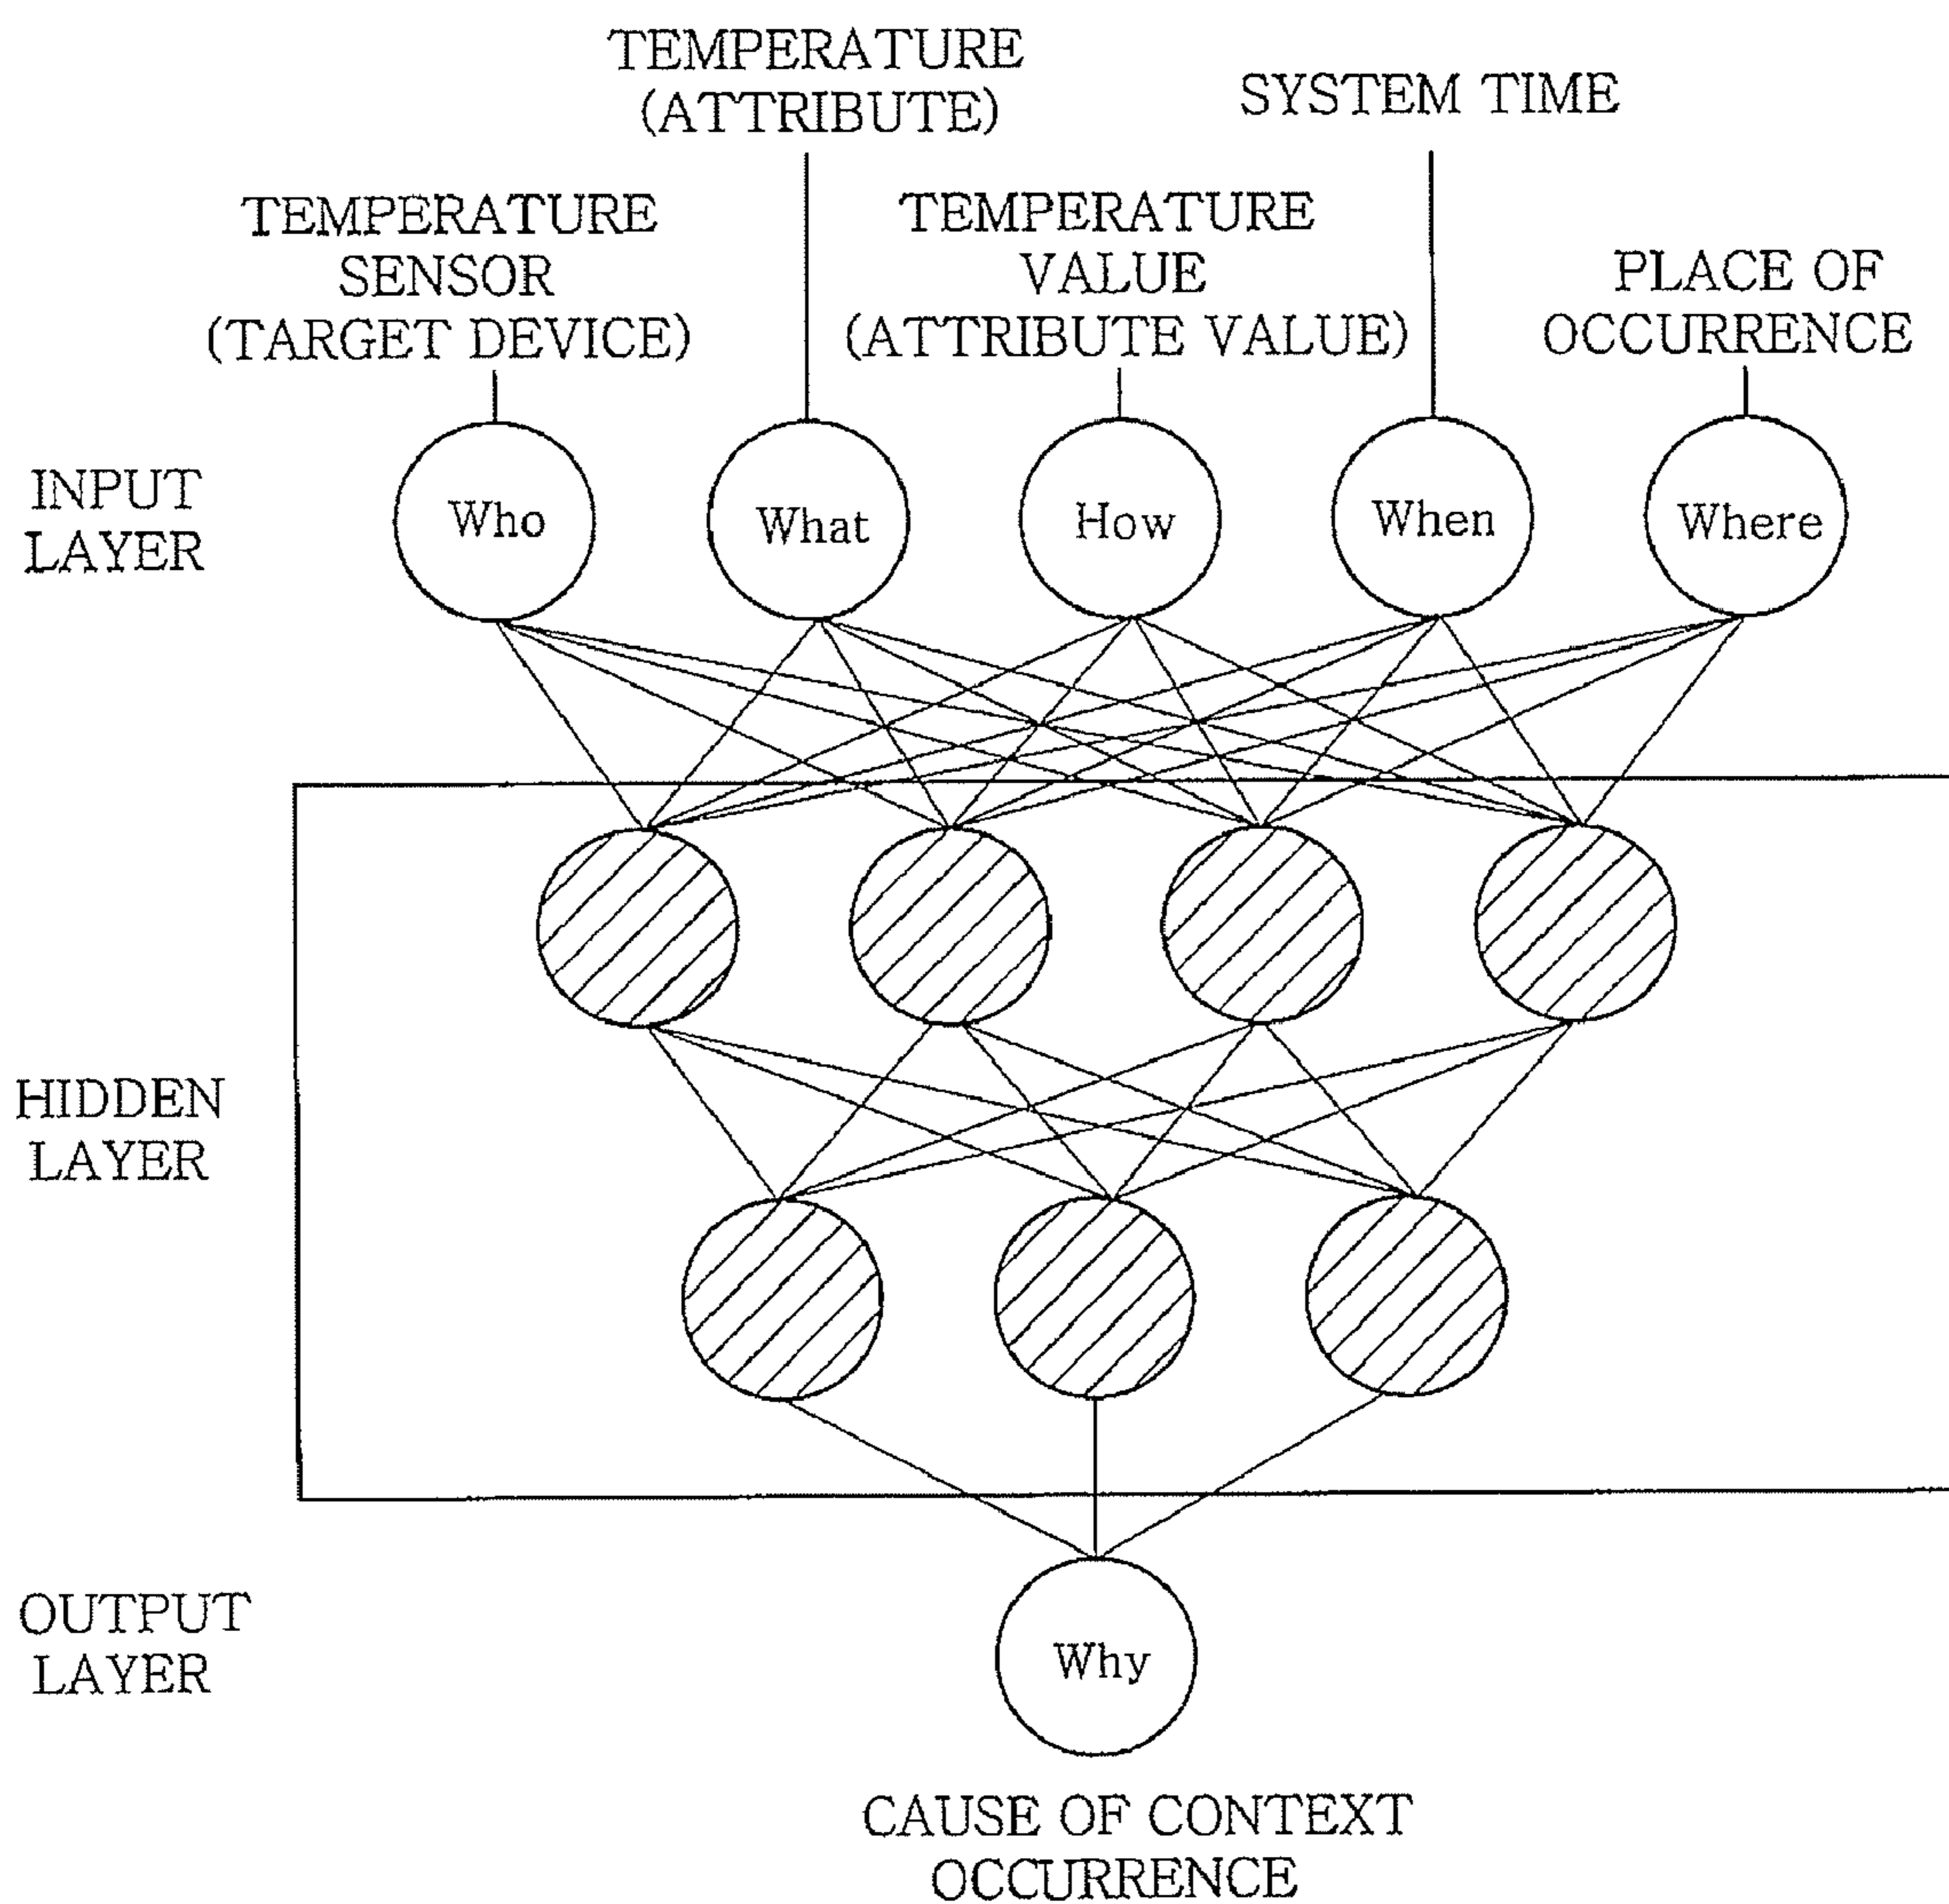 TEMPERATURE
(ATTRIBUTE)
SYSTEM TIME
TEMPERATURE
SENSOR
(TARGET DEVICE)
TEMPERATURE
VALUE
(ATTRIBUTE VALUE)
PLACE OF
OCCURRENCE
INPUT
LAYER
Who
What
How
When
Where
HIDDEN
LAYER
OUTPUT
LAYER
Why
CAUSE OF CONTEXT
OCCURRENCE